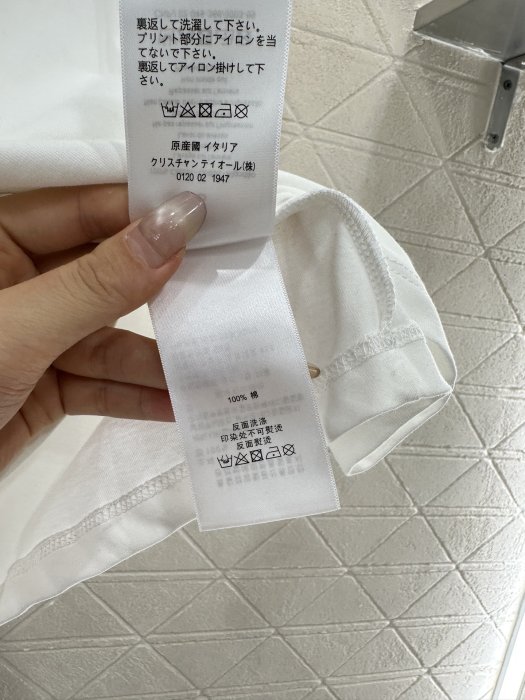 裏返して洗濯して下さい。
プリント部分にアイロンを当
てないで下さい。
裏返してアイロン掛けして下
さい。
原産國 イタリア
クリスチャン ディオール(株)
0120 02 1947
100% 棉
反面洗涤
印染处不可熨烫
反面熨烫